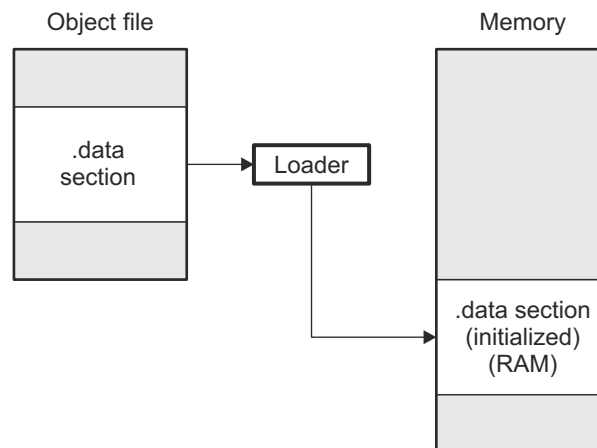 Object file
Memory
.data
section
Loader
.data section
(initialized)
(RAM)